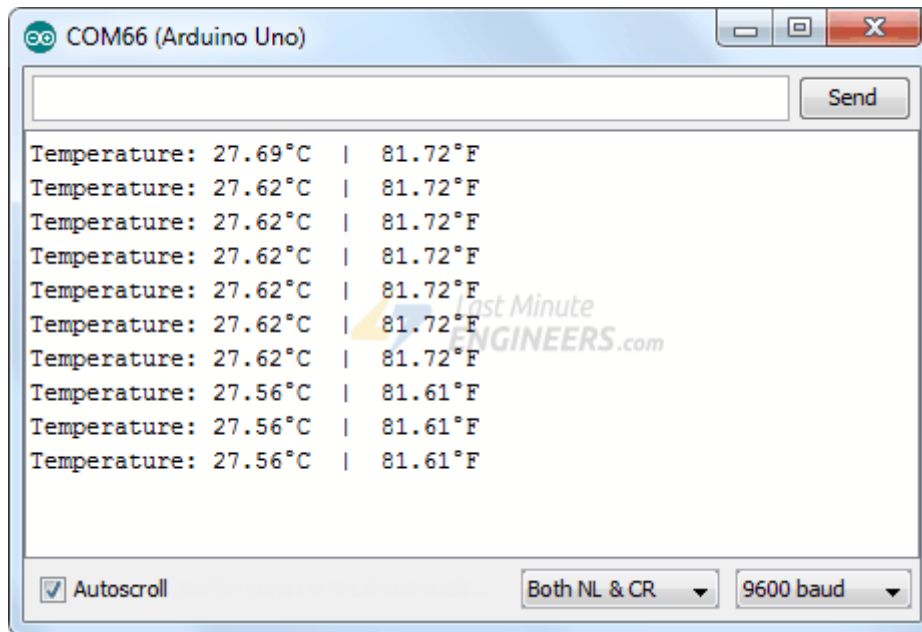 COM66 (Arduino Uno)
Send
Temperature: 27.69°C  |  81.72°F
Temperature: 27.62°C  |  81.72°F
Temperature: 27.62°C  |  81.72°F
Temperature: 27.62°C  |  81.72°F
Temperature: 27.62°C  |  81.72°F
Temperature: 27.62°C  |  81.72°F
Temperature: 27.62°C  |  81.72°F
Temperature: 27.56°C  |  81.61°F
Temperature: 27.56°C  |  81.61°F
Temperature: 27.56°C  |  81.61°F
Last Minute
ENGINEERS.com
Autoscroll
Both NL & CR
9600 baud